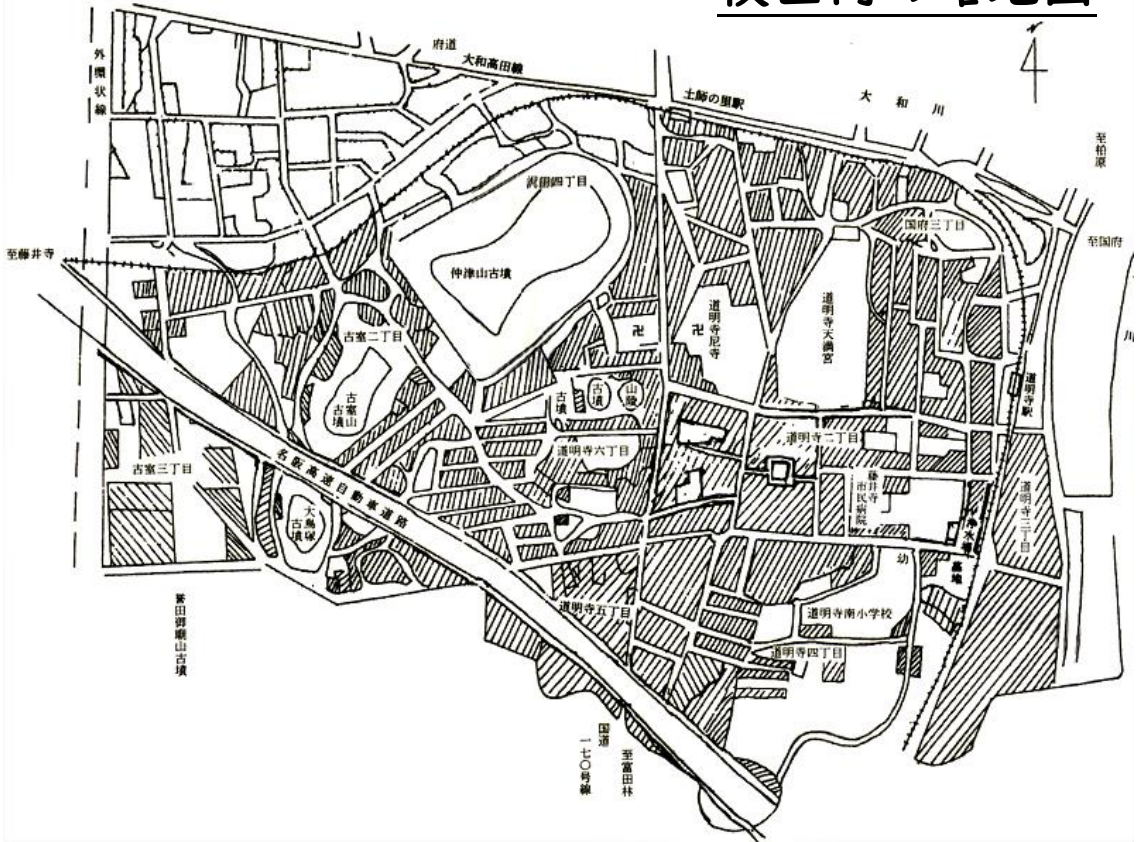 外環状線
府道
大和高田線
土師の里駅
大和川
至柏原
至国府
川
沢田四丁目
国府三丁目
至藤井寺
仲津山古墳
道明寺尼寺
道明寺天満宮
卍
卍
古室二丁目
古室山
古墳
古墳
古墳
山陵
道明寺駅
道明寺六丁目
道明寺二丁目
古室三丁目
名阪高速自動車道路
大鳥塚
古墳
藤井寺
市民病院
道明寺二丁目
浄水場
墓地
幼
誉田御廟山古墳
道明寺五丁目
道明寺南小学校
道明寺四丁目
国道
一七〇号線
至富田林